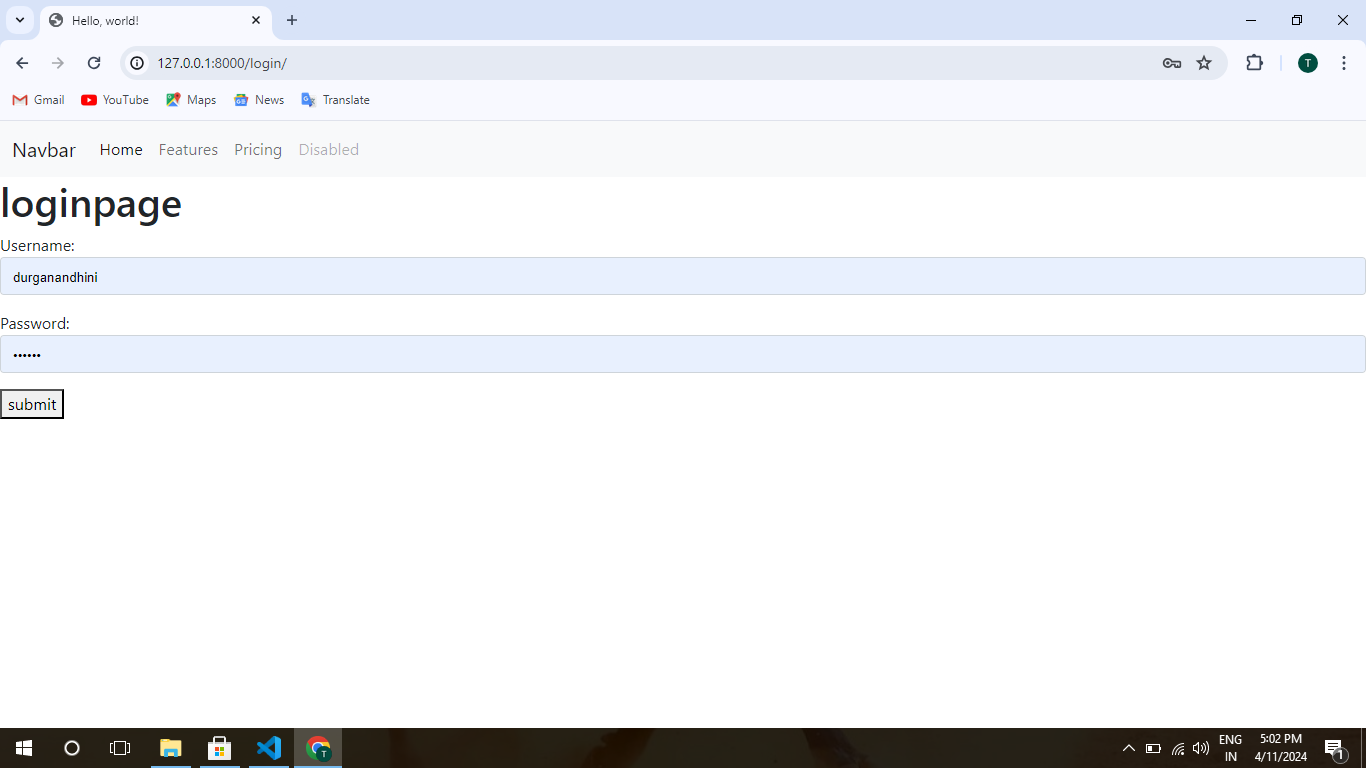 Hello, world!
127.0.0.1:8000/login/
T
Gmail
YouTube
Maps
News
Translate
Navbar
Home
Features
Pricing
Disabled
loginpage
Username:
durganandhini
Password:
••••••
submit
T
ENG
IN
5:02 PM
4/11/2024
1